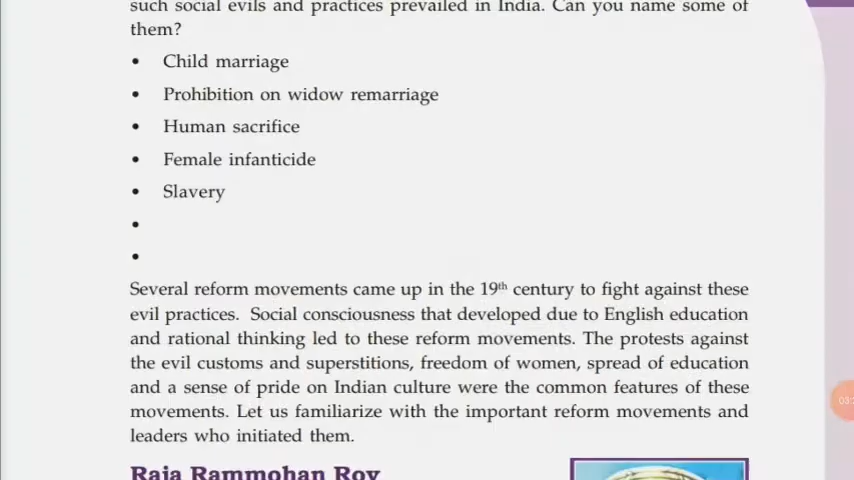 such social evils and practices prevailed in India. Can you name some of
them?
• Child marriage
• Prohibition on widow remarriage
• Human sacrifice
• Female infanticide
• Slavery
•
•
Several reform movements came up in the 19th century to fight against these
evil practices. Social consciousness that developed due to English education
and rational thinking led to these reform movements. The protests against
the evil customs and superstitions, freedom of women, spread of education
and a sense of pride on Indian culture were the common features of these
movements. Let us familiarize with the important reform movements and
leaders who initiated them.
Raja Rammohan Roy